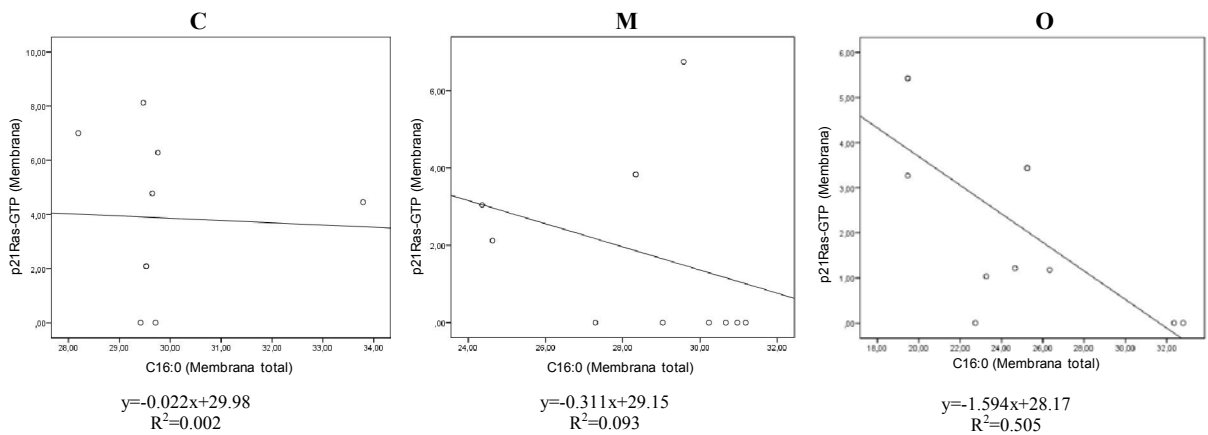 C
M
O
p21Ras-GTP (Membrana)
10,00
8,00
6,00
4,00
2,00
,00
28,00 29,00 30,00 31,00 32,00 33,00 34,00
C16:0 (Membrana total)
y=-0.022x+29.98
R²=0.002
p21Ras-GTP (Membrana)
6,00
4,00
2,00
,00
24,00 26,00 28,00 30,00 32,00
C16:0 (Membrana total)
y=-0.311x+29.15
R²=0.093
p21Ras-GTP (Membrana)
6,00
5,00
4,00
3,00
2,00
1,00
,00
18,00 20,00 22,00 24,00 26,00 28,00 30,00 32,00
C16:0 (Membrana total)
y=-1.594x+28.17
R²=0.505